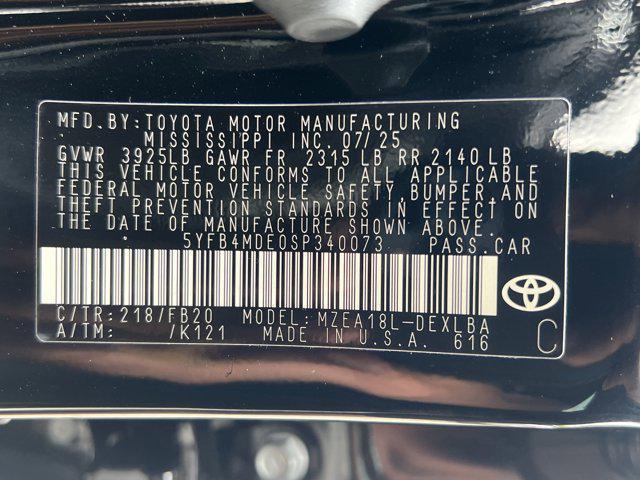 MFD.BY:TOYOTA MOTOR MANUFACTURING
MISSISSIPPI INC. 07/25
GVWR 3925LB GAWR FR 2315 LB RR 2140 LB
THIS VEHICLE CONFORMS TO ALL APPLICABLE
FEDERAL MOTOR VEHICLE SAFETY, BUMPER, AND
THEFT PREVENTION STANDARDS IN EFFECT ON
THE DATE OF MANUFACTURE SHOWN ABOVE.
5YFB4MDE0SP340073 PASS.CAR
C/TR:218/FB20 MODEL:MZEA18L-DEXLBA
A/TM: /K121 MADE IN U.S.A. 616
C